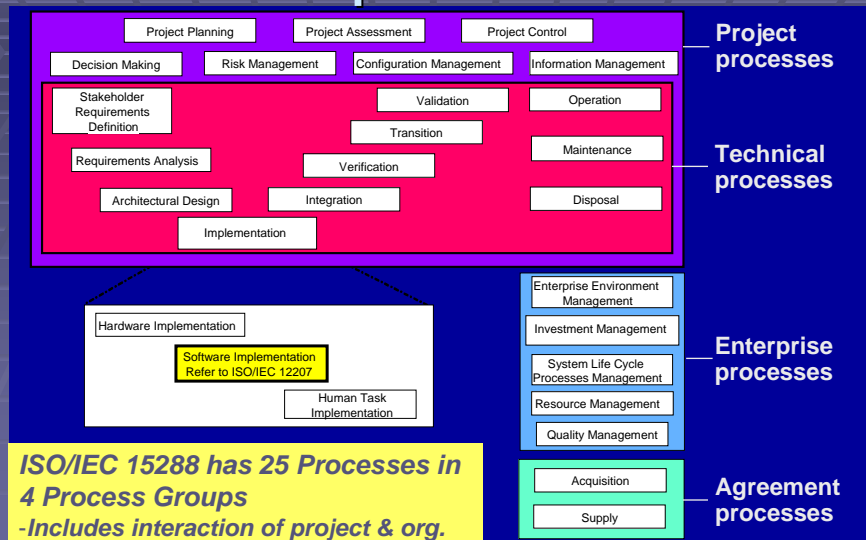 Project Planning
Project Assessment
Project Control
Project
processes
Decision Making
Risk Management
Configuration Management
Information Management
Stakeholder
Requirements
Definition
Validation
Operation
Transition
Requirements Analysis
Verification
Maintenance
Technical
processes
Architectural Design
Integration
Disposal
Implementation
Hardware Implementation
Software Implementation
Refer to ISO/IEC 12207
Human Task
Implementation
Enterprise Environment
Management
Investment Management
System Life Cycle
Processes Management
Resource Management
Quality Management
Enterprise
processes
ISO/IEC 15288 has 25 Processes in
4 Process Groups
-Includes interaction of project & org.
Acquisition
Supply
Agreement
processes